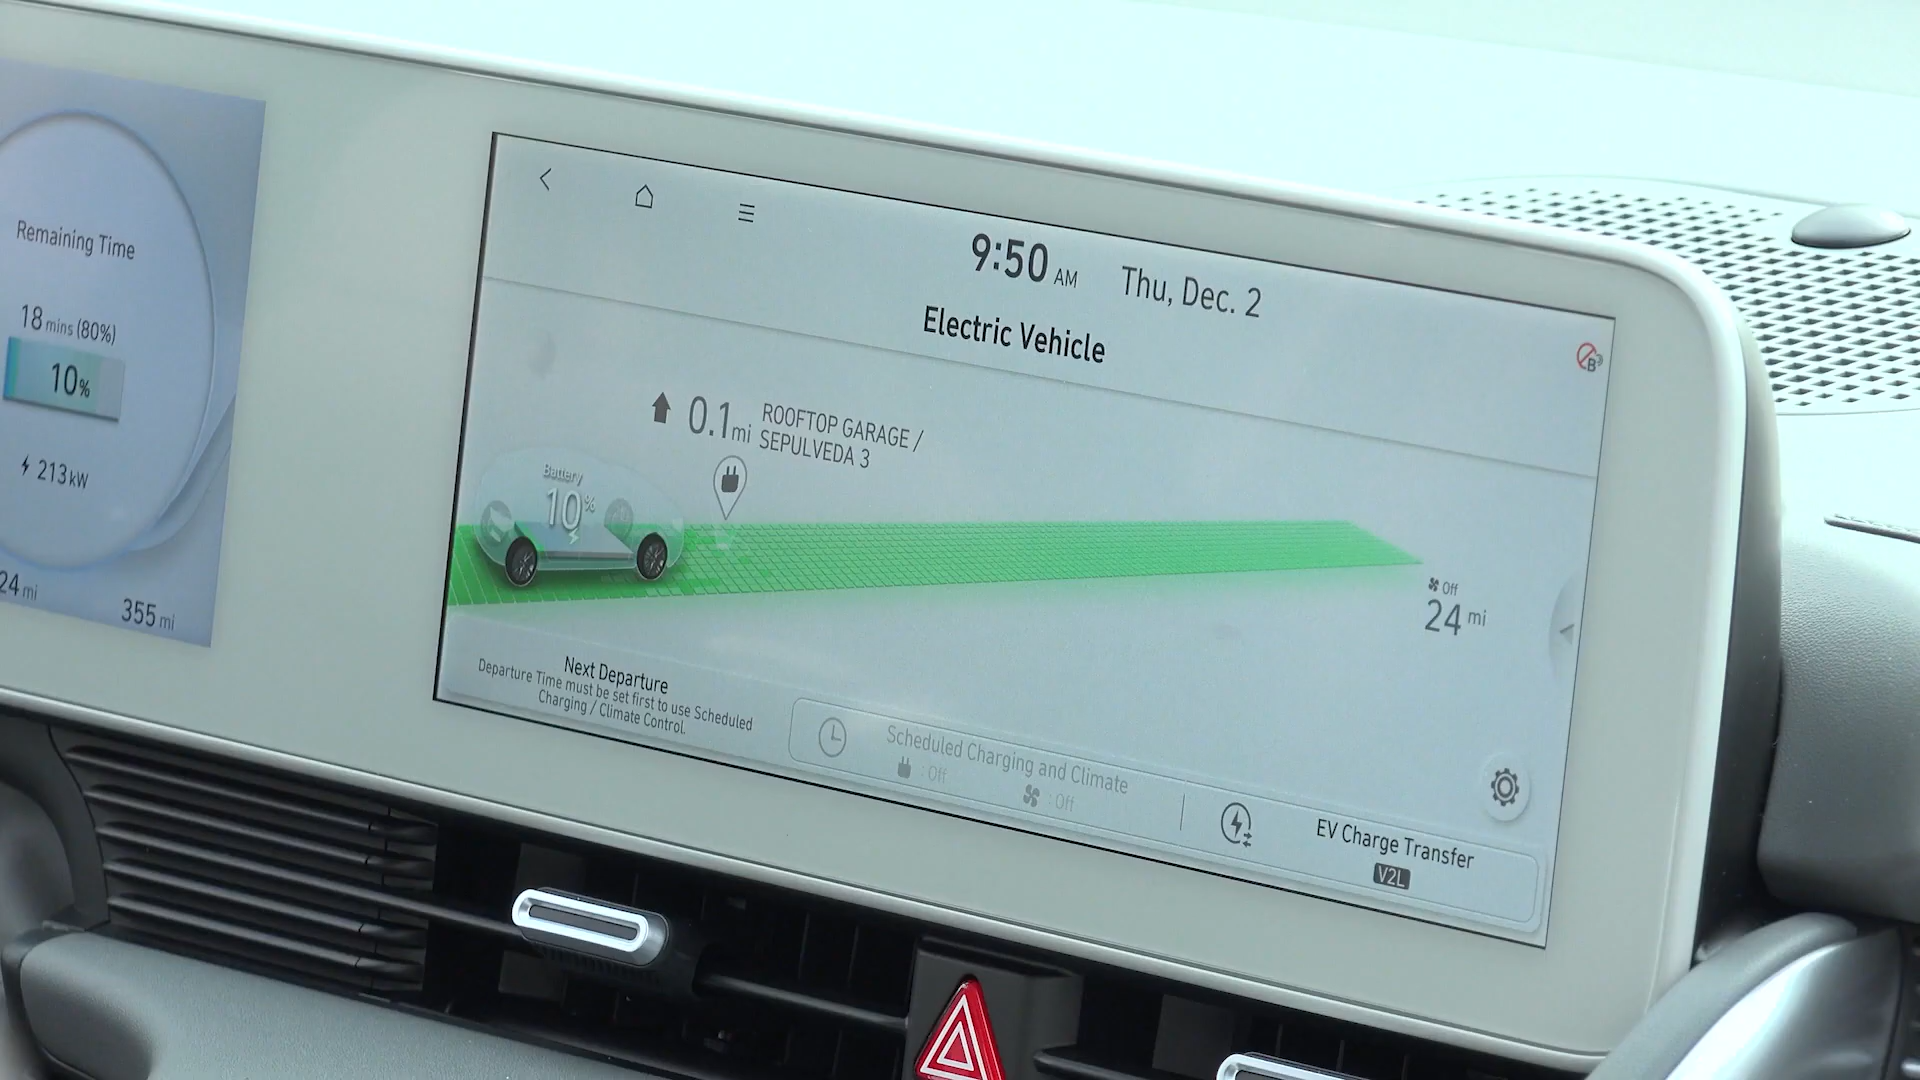 Remaining Time
18 mins (80%)
10%
213 kW
24 mi
355 mi
9:50 AM
Thu, Dec. 2
Electric Vehicle
0.1 mi
ROOFTOP GARAGE /
SEPULVEDA 3
Battery
10%
Off
24 mi
Next Departure
Departure Time must be set first to use Scheduled
Charging / Climate Control.
Scheduled Charging and Climate
: Off
: Off
EV Charge Transfer
V2L